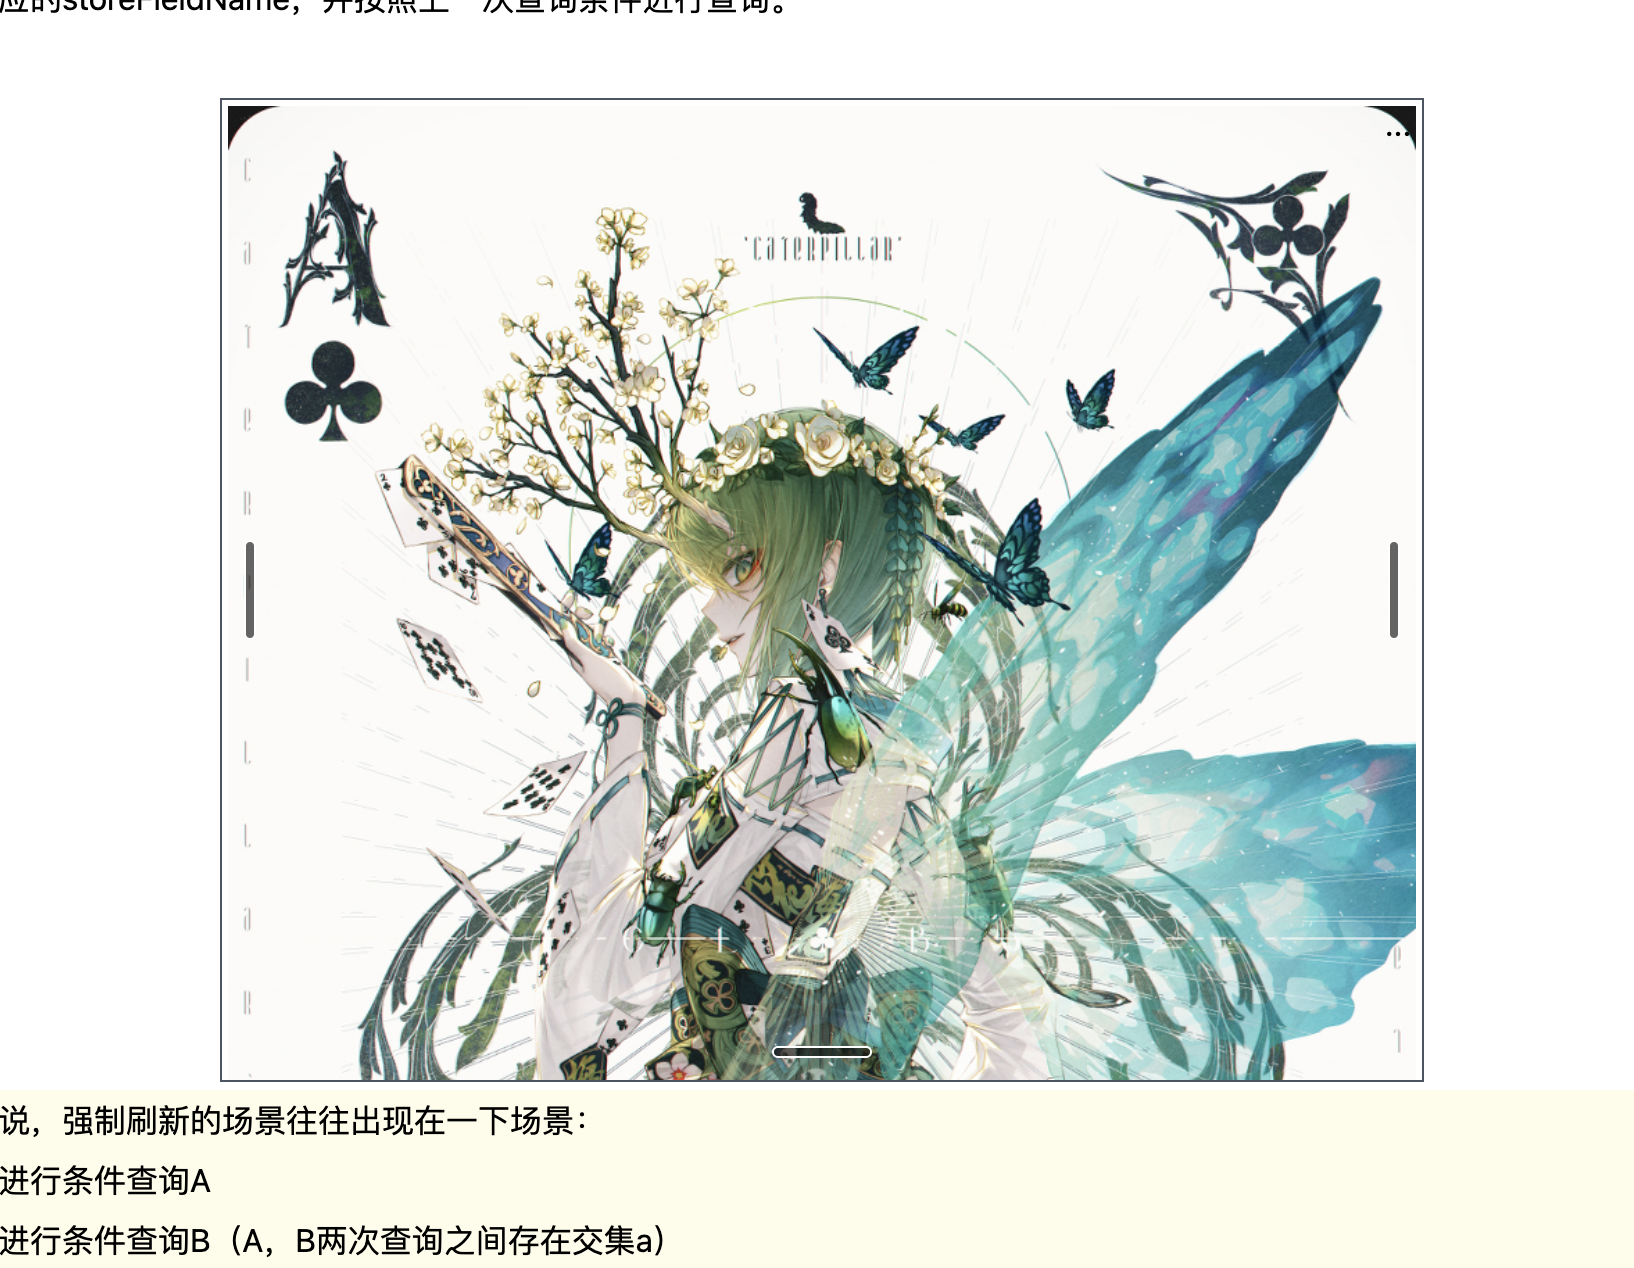 应的storeFieldName，并按照上一次查询条件进行查询。
A
'CATERPILLAR'
CATERPILLAR
说，强制刷新的场景往往出现在一下场景：
进行条件查询A
进行条件查询B（A，B两次查询之间存在交集a）